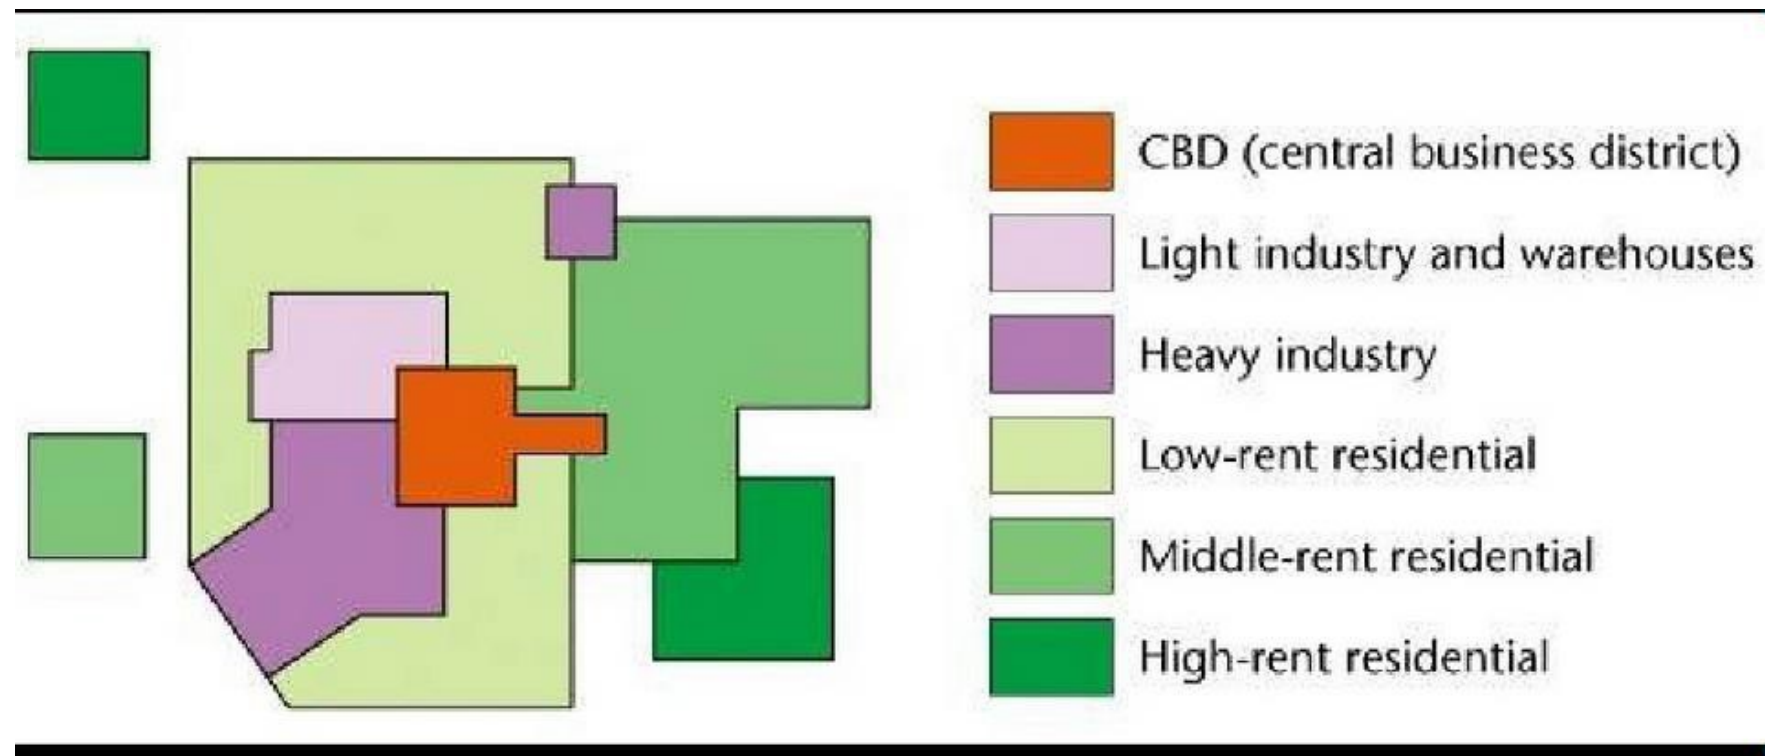 CBD (central business district)
Light industry and warehouses
Heavy industry
Low-rent residential
Middle-rent residential
High-rent residential